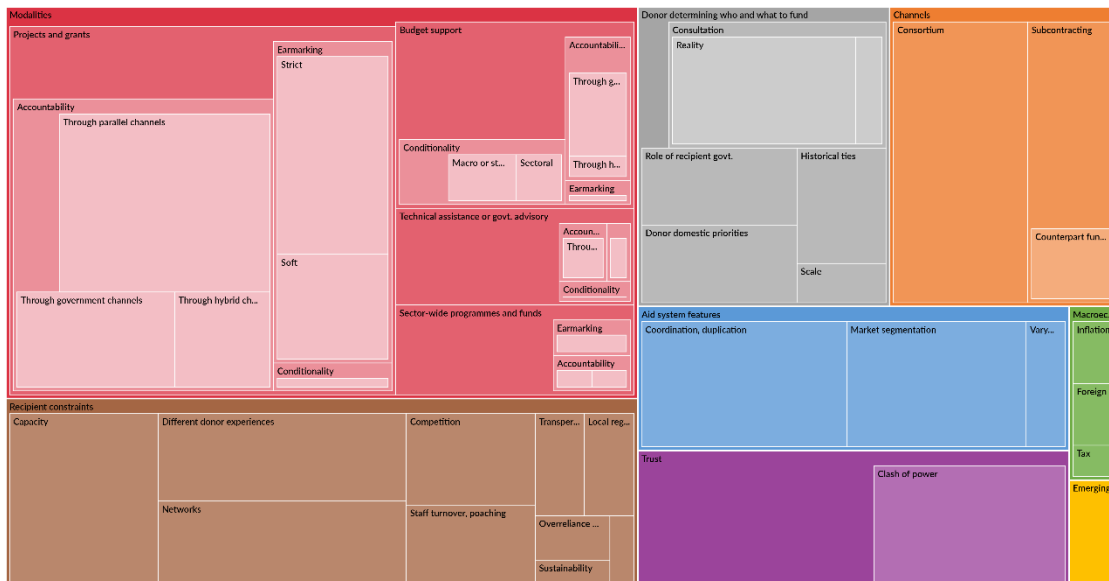 Modalities
Projects and grants
Accountability
Through parallel channels
Through government channels
Through hybrid ch...
Earmarking
Strict
Soft
Conditionality
Budget support
Accountabili...
Through g...
Through h...
Conditionality
Macro or st...
Sectoral
Earmarking
Technical assistance or govt. advisory
Accoun...
Throu...
Conditionality
Sector-wide programmes and funds
Earmarking
Accountability
Recipient constraints
Capacity
Different donor experiences
Networks
Competition
Staff turnover, poaching
Transper...
Local reg...
Overreliance ...
Sustainability
Donor determining who and what to fund
Consultation
Reality
Role of recipient govt.
Donor domestic priorities
Historical ties
Scale
Channels
Consortium
Subcontracting
Counterpart fun...
Aid system features
Coordination, duplication
Market segmentation
Vary...
Trust
Clash of power
Macroec
Inflation
Foreign
Tax
Emerging